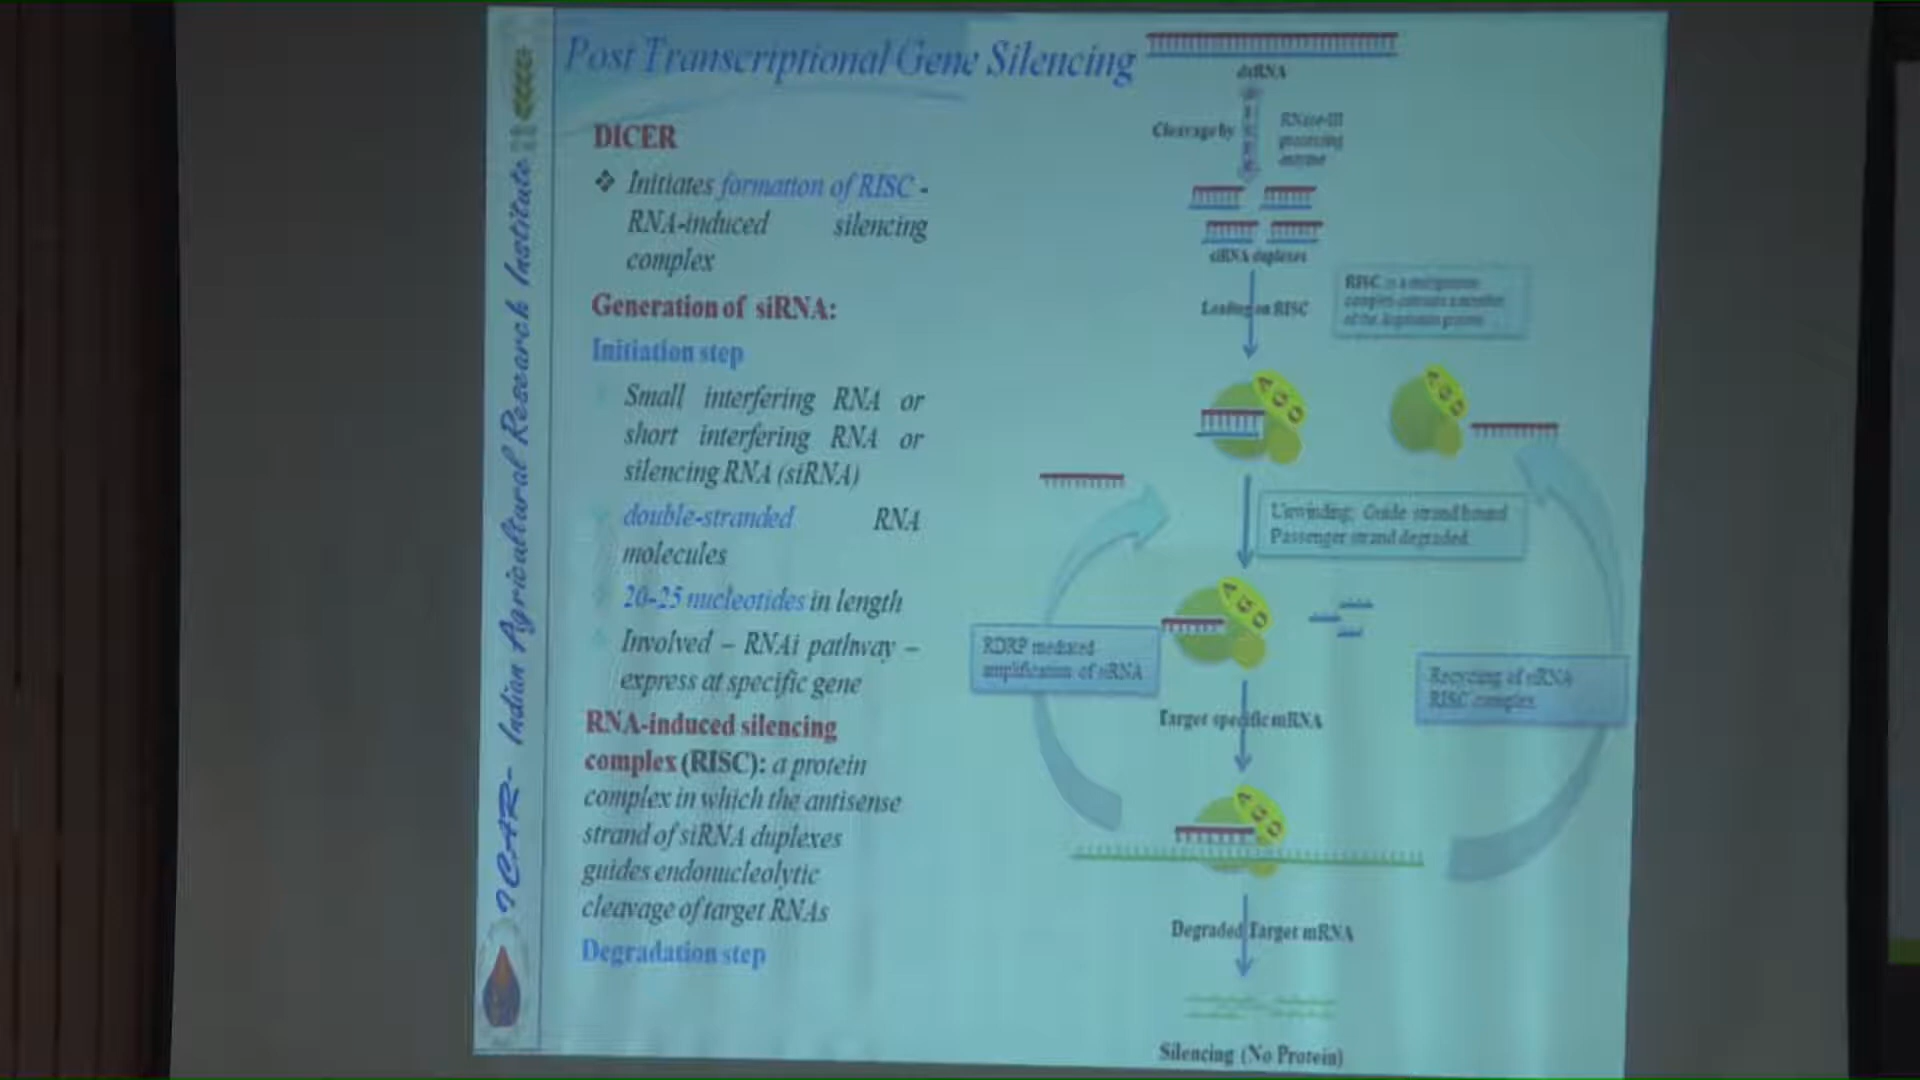 Post Transcriptional Gene Silencing
ICAR- Indian Agricultural Research Institute
DICER
❖ Initiates formation of RISC -
RNA-induced silencing
complex
Generation of siRNA:
Initiation step
Small interfering RNA or
short interfering RNA or
silencing RNA (siRNA)
double-stranded RNA
molecules
20-25 nucleotides in length
Involved – RNAi pathway –
express at specific gene
RNA-induced silencing
complex (RISC): a protein
complex in which the antisense
strand of siRNA duplexes
guides endonucleolytic
cleavage of target RNAs
Degradation step
dsRNA
Cleavage by
RNase-III
processing
enzyme
siRNA duplexes
Loading on RISC
RISC is a
complex
of the
AGO
AGO
Unwinding; Guide strand bound
Passenger strand degraded
AGO
RDRP mediated
amplification of siRNA
Recycling of siRNA
RISC complex
Target specific mRNA
AGO
Degraded Target mRNA
Silencing (No Protein)